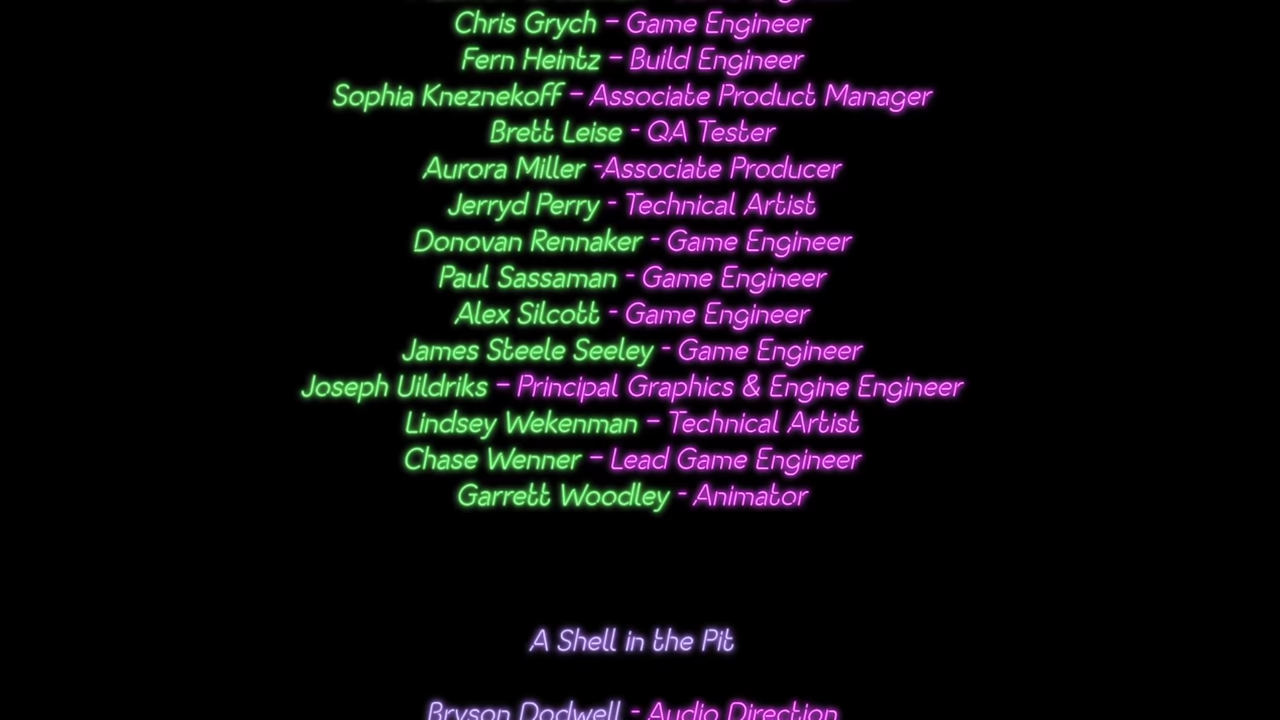 Chris Grych – Game Engineer
Fern Heintz – Build Engineer
Sophia Kneznekoff – Associate Product Manager
Brett Leise - QA Tester
Aurora Miller -Associate Producer
Jerryd Perry - Technical Artist
Donovan Rennaker - Game Engineer
Paul Sassaman - Game Engineer
Alex Silcott - Game Engineer
James Steele Seeley - Game Engineer
Joseph Uildriks – Principal Graphics & Engine Engineer
Lindsey Wekenman – Technical Artist
Chase Wenner – Lead Game Engineer
Garrett Woodley - Animator
A Shell in the Pit
Bryson Dodwell - Audio Direction